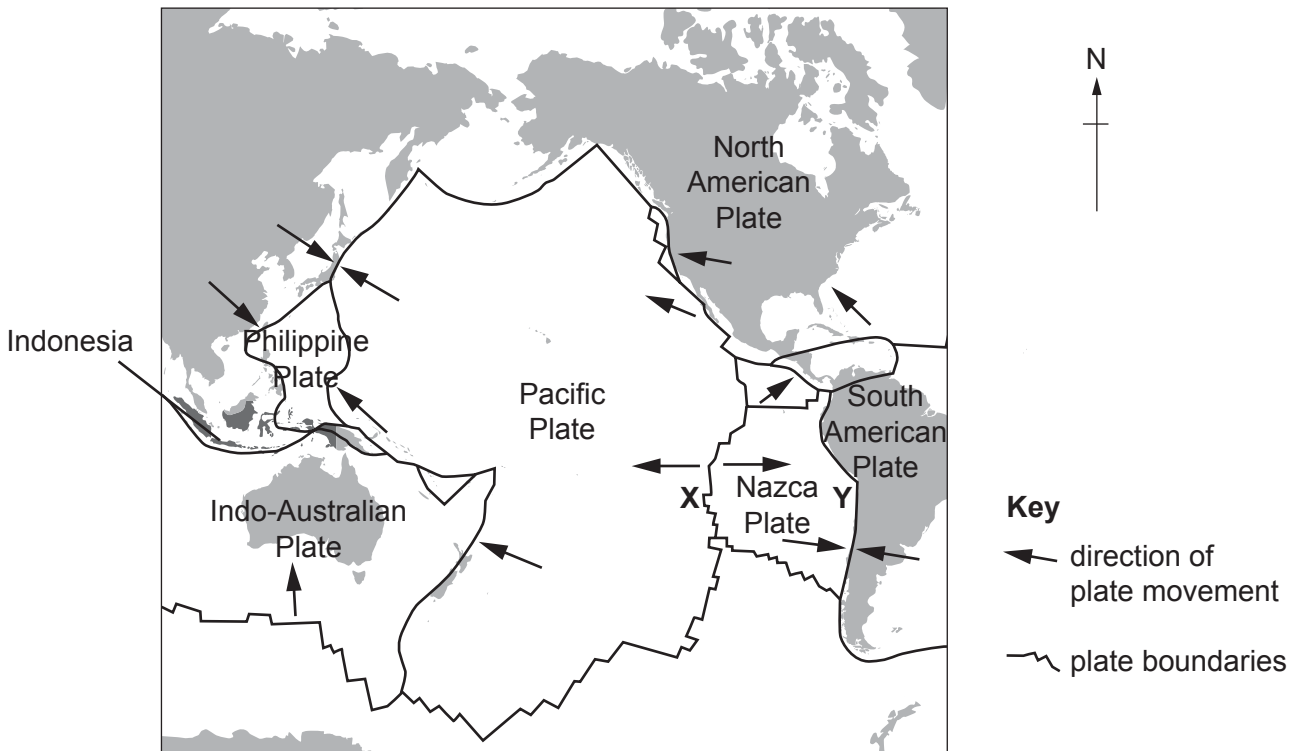 N
North
American
Plate
Indonesia
Philippine
Plate
Pacific
Plate
South
American
Plate
X
Nazca
Plate
Y
Indo-Australian
Plate
Key
direction of
plate movement
plate boundaries